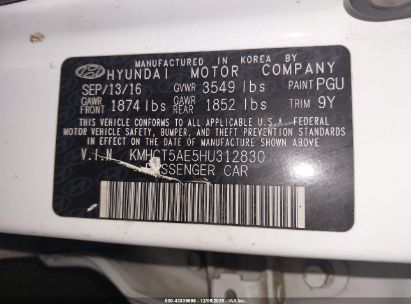 MANUFACTURED IN KOREA BY
HYUNDAI MOTOR COMPANY
SEP/13/16 GVWR 3549 lbs PAINT PGU
GAWR FRONT 1874 lbs GAWR REAR 1852 lbs TRIM 9Y
THIS VEHICLE CONFORMS TO ALL APPLICABLE U.S.A FEDERAL
MOTOR VEHICLE SAFETY, BUMPER, AND THEFT PREVENTION
STANDARDS IN EFFECT ON THE DATE OF MANUFACTURE SHOWN ABOVE.
V.I.N KMHCT5AE5HU312830
PASSENGER CAR